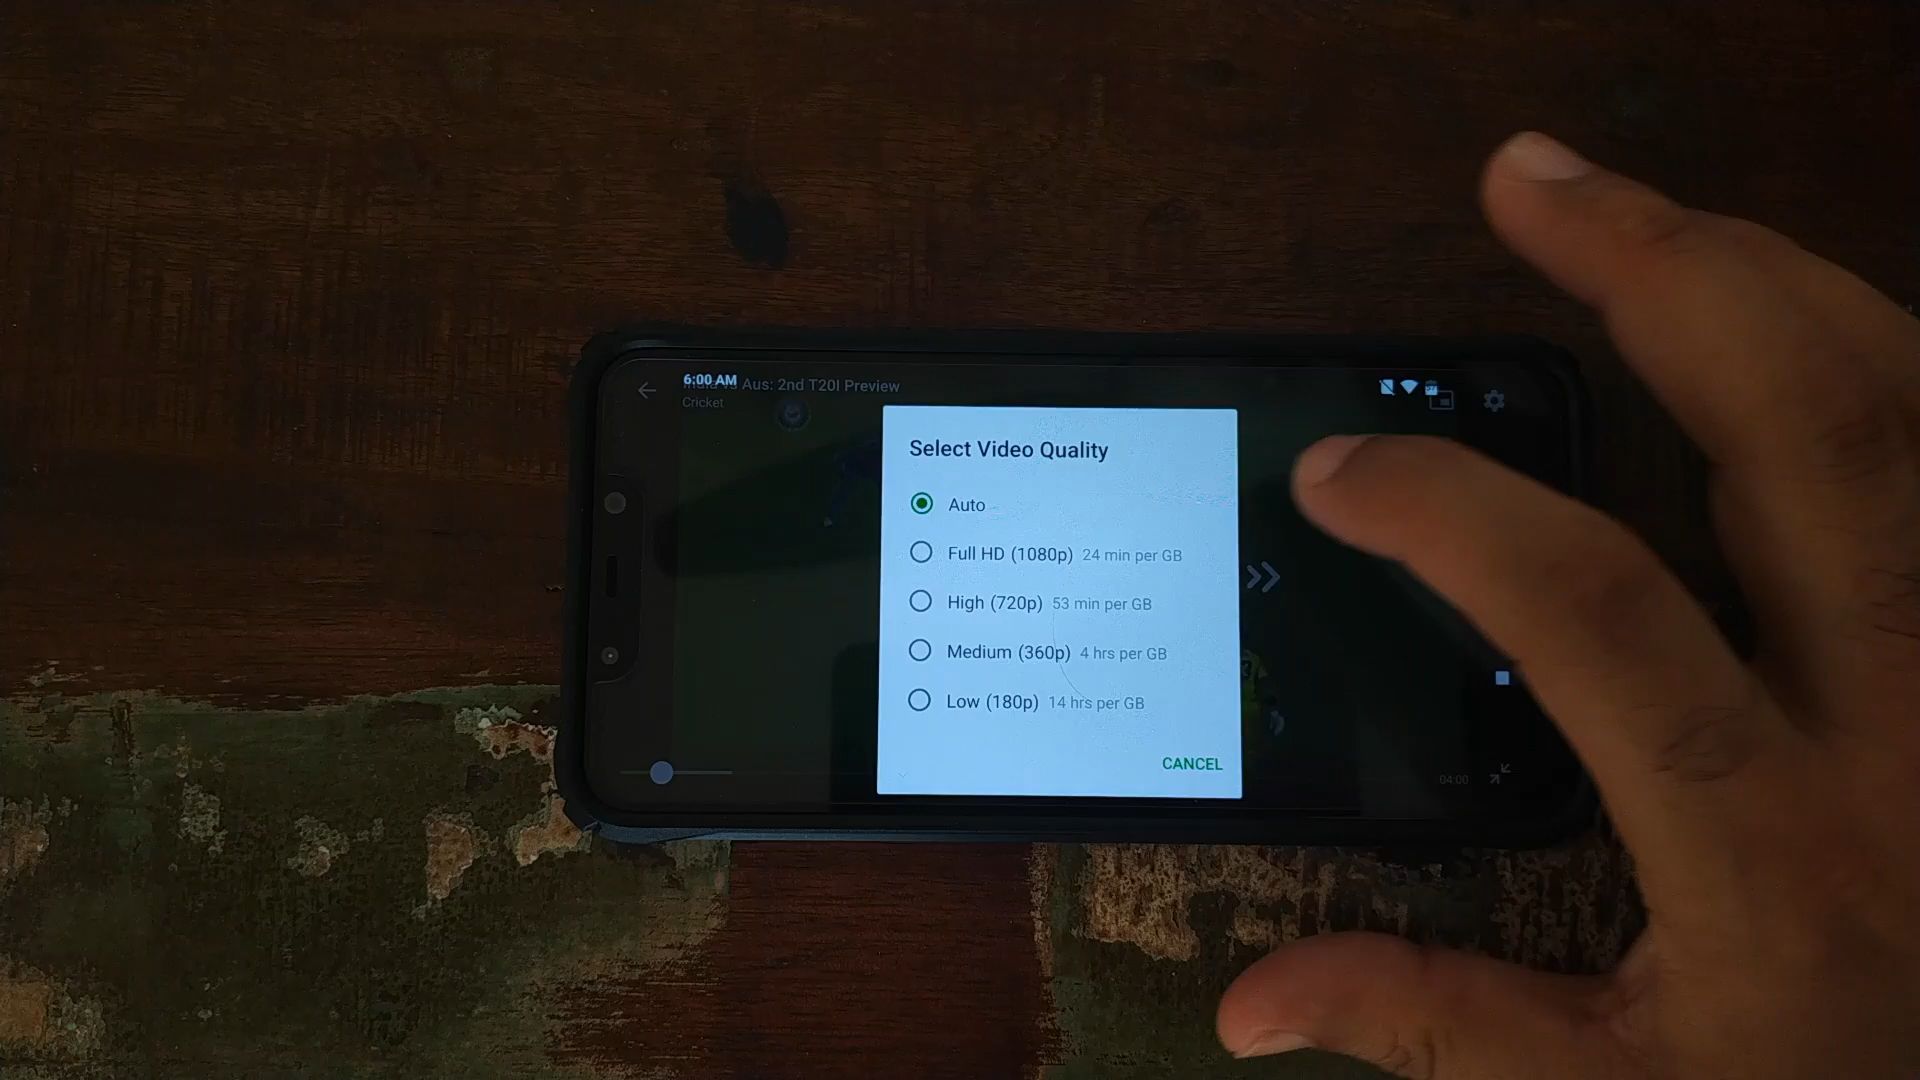 6:00 AM
Aus: 2nd T20I Preview
Cricket
Select Video Quality
Auto
Full HD (1080p) 24 min per GB
High (720p) 53 min per GB
Medium (360p) 4 hrs per GB
Low (180p) 14 hrs per GB
CANCEL
04:00